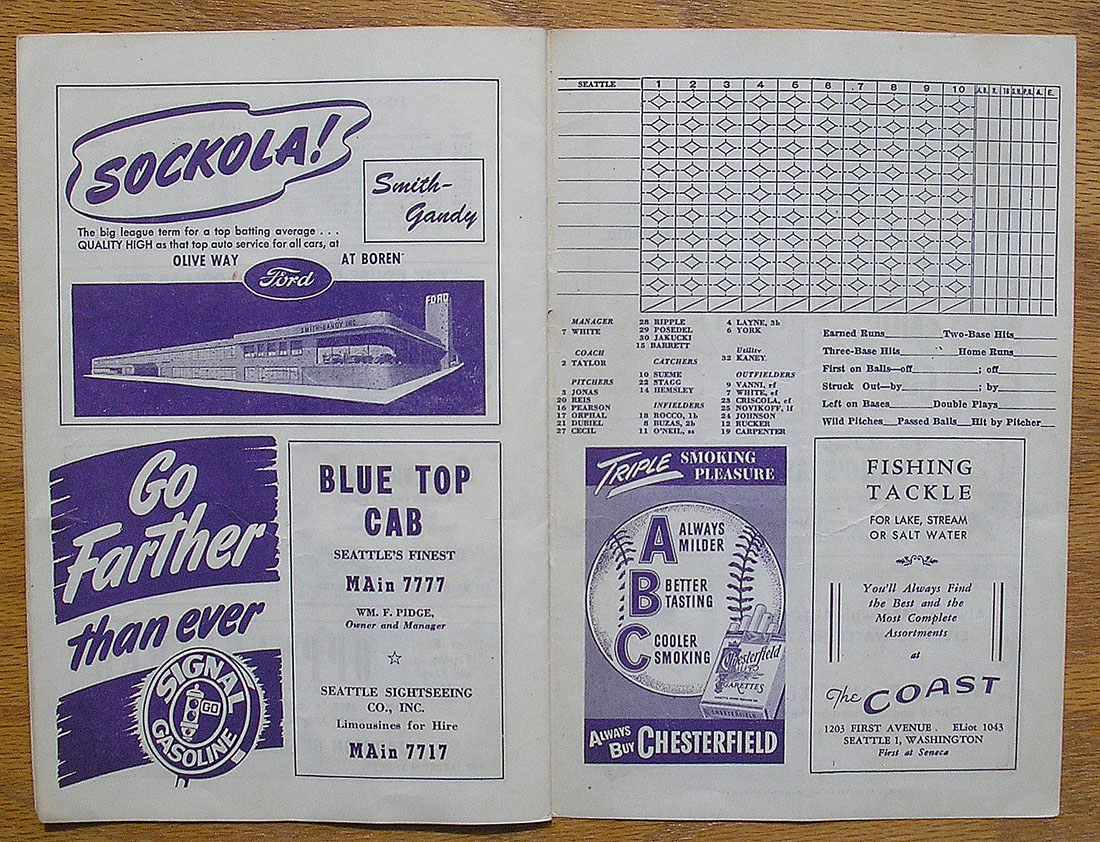 SOCKOLA!
Smith-
Gandy
The big league term for a top batting average . . .
QUALITY HIGH as that top auto service for all cars, at
OLIVE WAY
AT BOREN
Ford
FORD
SMITH-GANDY INC.
Go
Farther
than ever
SIGNAL
GO
GASOLINE
BLUE TOP
CAB
SEATTLE'S FINEST
MAin 7777
WM. F. PIDGE,
Owner and Manager
SEATTLE SIGHTSEEING
CO., INC.
Limousines for Hire
MAin 7717
SEATTLE 1 2 3 4 5 6 .7 8 9 10 A.B. R. 1B S.H. P.O. A. E.
MANAGER
7 WHITE
COACH
2 TAYLOR
PITCHERS
3 JONAS
20 REIS
16 PEARSON
17 ORPHAL
21 DUBIEL
27 CECIL
28 RIPPLE
29 POSEDEL
30 JAKUCKI
15 BARRETT
CATCHERS
10 SUEME
22 STAGG
14 HEMSLEY
INFIELDERS
18 ROCCO, 1b
8 BUZAS, 2b
11 O'NEIL, ss
4 LAYNE, 3b
6 YORK
Utility
32 KANEY
OUTFIELDERS
9 VANNI, rf
7 WHITE, cf
23 CRISCOLA, cf
25 NOVIKOFF, lf
24 JOHNSON
12 RUCKER
19 CARPENTER
Earned Runs Two-Base Hits
Three-Base Hits Home Runs
First on Balls—off ; off
Struck Out—by ; by
Left on Bases Double Plays
Wild Pitches Passed Balls Hit by Pitcher
TRIPLE SMOKING
PLEASURE
A ALWAYS
MILDER
B BETTER
TASTING
C COOLER
SMOKING
Chesterfield
CIGARETTES
CHESTERFIELD
ALWAYS
BUY CHESTERFIELD
FISHING
TACKLE
FOR LAKE, STREAM
OR SALT WATER
You'll Always Find
the Best and the
Most Complete
Assortments
at
The COAST
1203 FIRST AVENUE . ELiot 1043
SEATTLE 1, WASHINGTON
First at Seneca